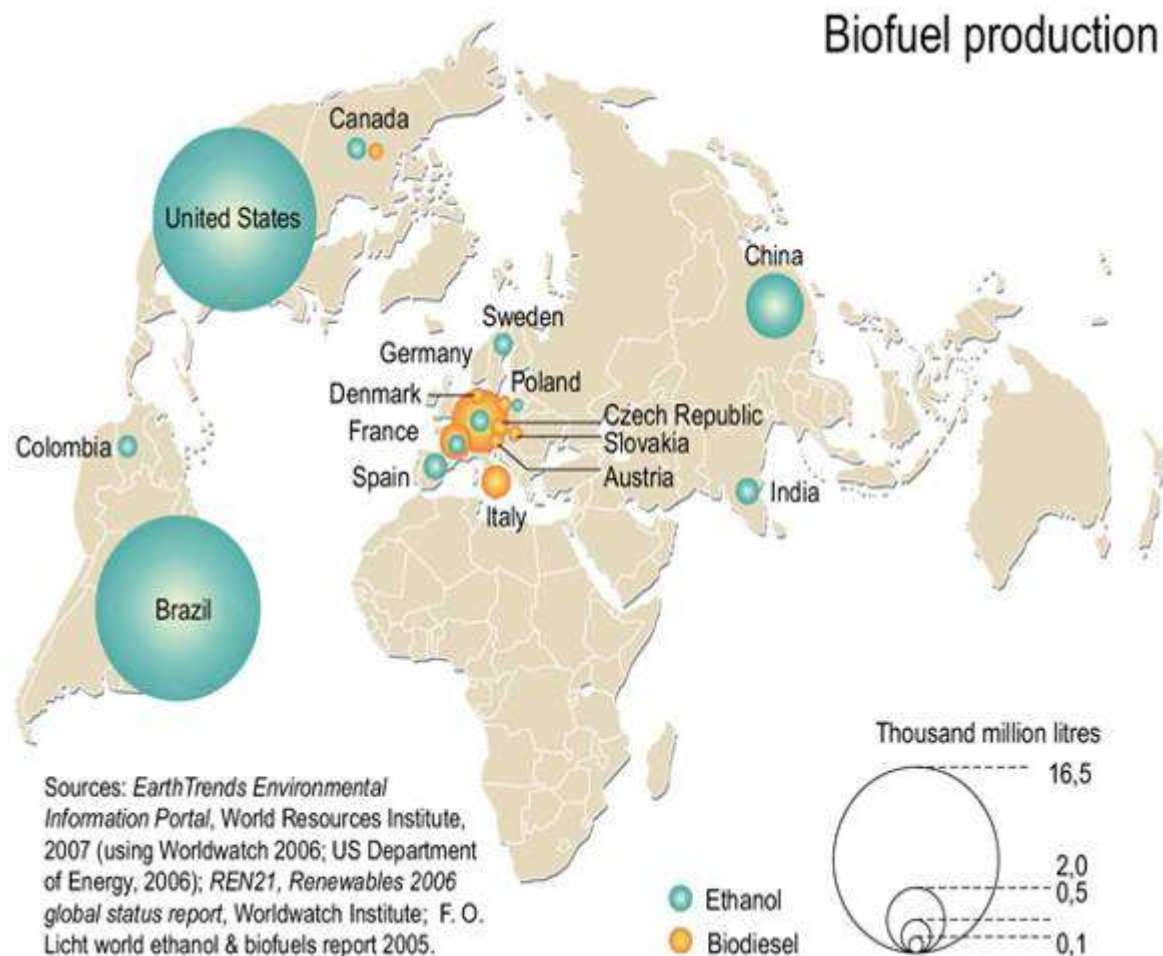 Biofuel production
Canada
United States
China
Sweden
Germany
Denmark
Poland
Czech Republic
France
Slovakia
Colombia
Spain
Austria
India
Italy
Brazil
Thousand million litres
16,5
2,0
0,5
0,1
Ethanol
Biodiesel
Sources: EarthTrends Environmental
Information Portal, World Resources Institute,
2007 (using Worldwatch 2006; US Department
of Energy, 2006); REN21, Renewables 2006
global status report, Worldwatch Institute; F. O.
Licht world ethanol & biofuels report 2005.